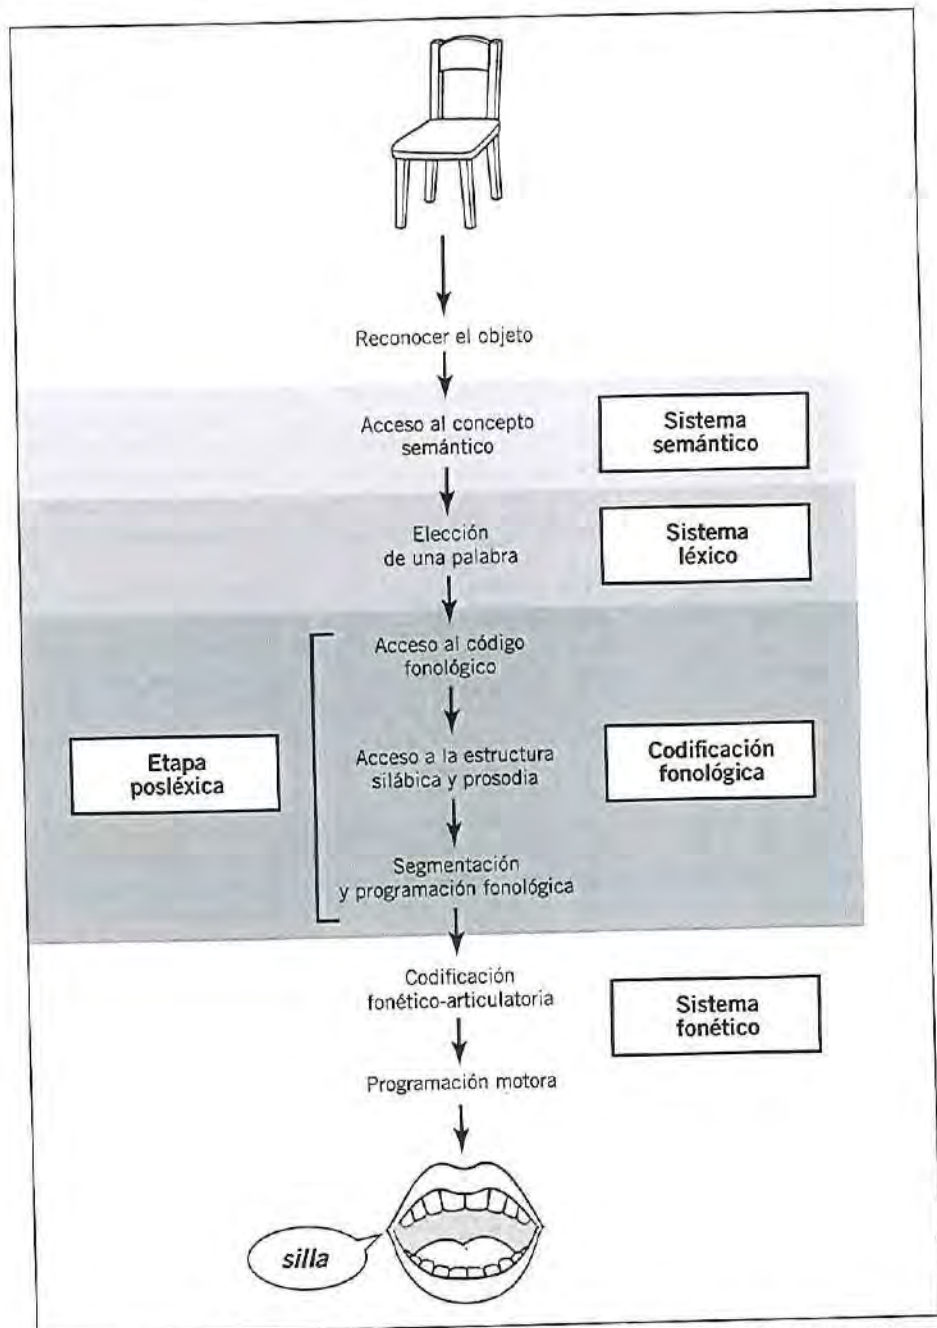 Reconocer el objeto
Acceso al concepto
semántico
Sistema
semántico
Elección
de una palabra
Sistema
léxico
Acceso al código
fonológico
Etapa
posléxica
Acceso a la estructura
silábica y prosodia
Codificación
fonológica
Segmentación
y programación fonológica
Codificación
fonético-articulatoria
Sistema
fonético
Programación motora
silla